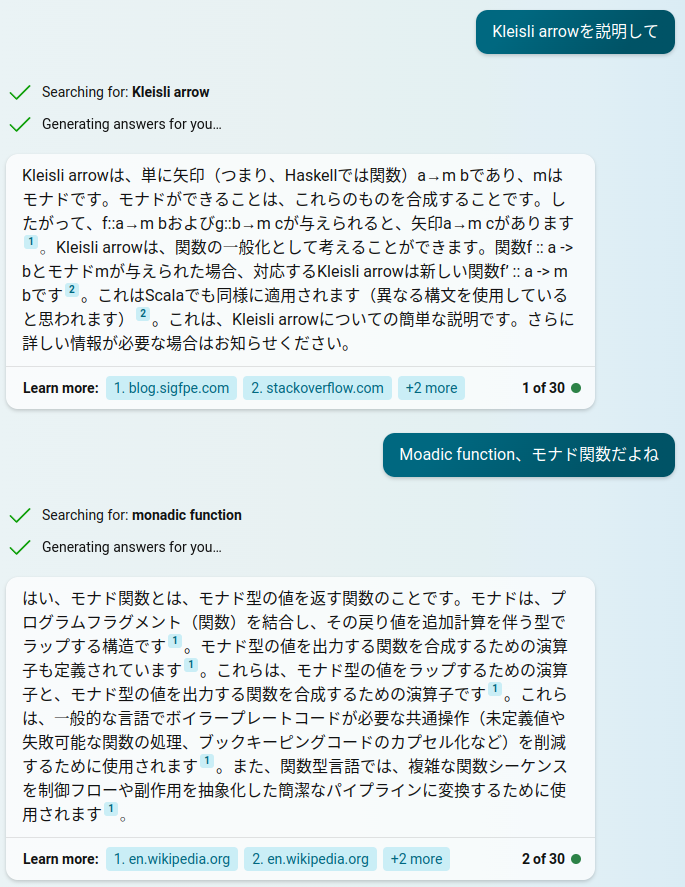 Kleisli arrowを説明して
Searching for: Kleisli arrow
Generating answers for you…
Kleisli arrowは、単に矢印（つまり、Haskellでは関数）a→m bであり、mは
モナドです。モナドができることは、これらのものを合成することです。し
たがって、f::a→m bおよびg::b→m cが与えられると、矢印a→m cがあります
1 。Kleisli arrowは、関数の一般化として考えることができます。関数f :: a ->
bとモナドmが与えられた場合、対応するKleisli arrowは新しい関数f’ :: a -> m
bです 2 。これはScalaでも同様に適用されます（異なる構文を使用している
と思われます） 2 。これは、Kleisli arrowについての簡単な説明です。さらに
詳しい情報が必要な場合はお知らせください。
Learn more: 1. blog.sigfpe.com 2. stackoverflow.com +2 more 1 of 30
Moadic function、モナド関数だよね
Searching for: monadic function
Generating answers for you…
はい、モナド関数とは、モナド型の値を返す関数のことです。モナドは、プ
ログラムフラグメント（関数）を結合し、その戻り値を追加計算を伴う型で
ラップする構造です 1 。モナド型の値を出力する関数を合成するための演算
子も定義されています 1 。これらは、モナド型の値をラップするための演算
子と、モナド型の値を出力する関数を合成するための演算子です 1 。これら
は、一般的な言語でボイラープレートコードが必要な共通操作（未定義値や
失敗可能な関数の処理、ブックキーピングコードのカプセル化など）を削減
するために使用されます 1 。また、関数型言語では、複雑な関数シーケンス
を制御フローや副作用を抽象化した簡潔なパイプラインに変換するために使
用されます 1 。
Learn more: 1. en.wikipedia.org 2. en.wikipedia.org +2 more 2 of 30